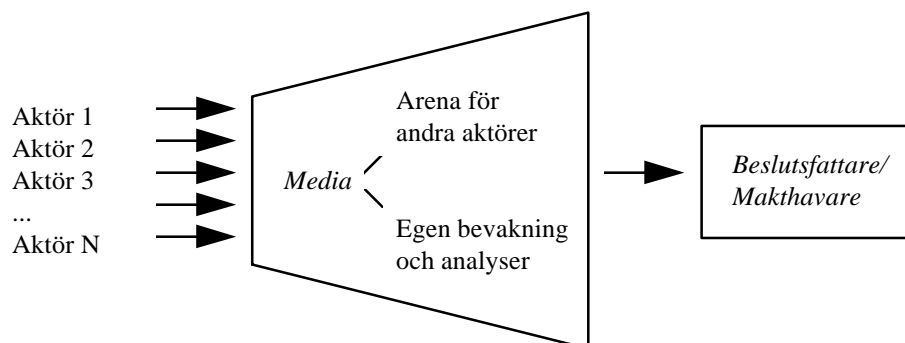 Aktör 1
Aktör 2
Aktör 3
...
Aktör N
Media
Arena för
andra aktörer
Egen bevakning
och analyser
Beslutsfattare/
Makthavare